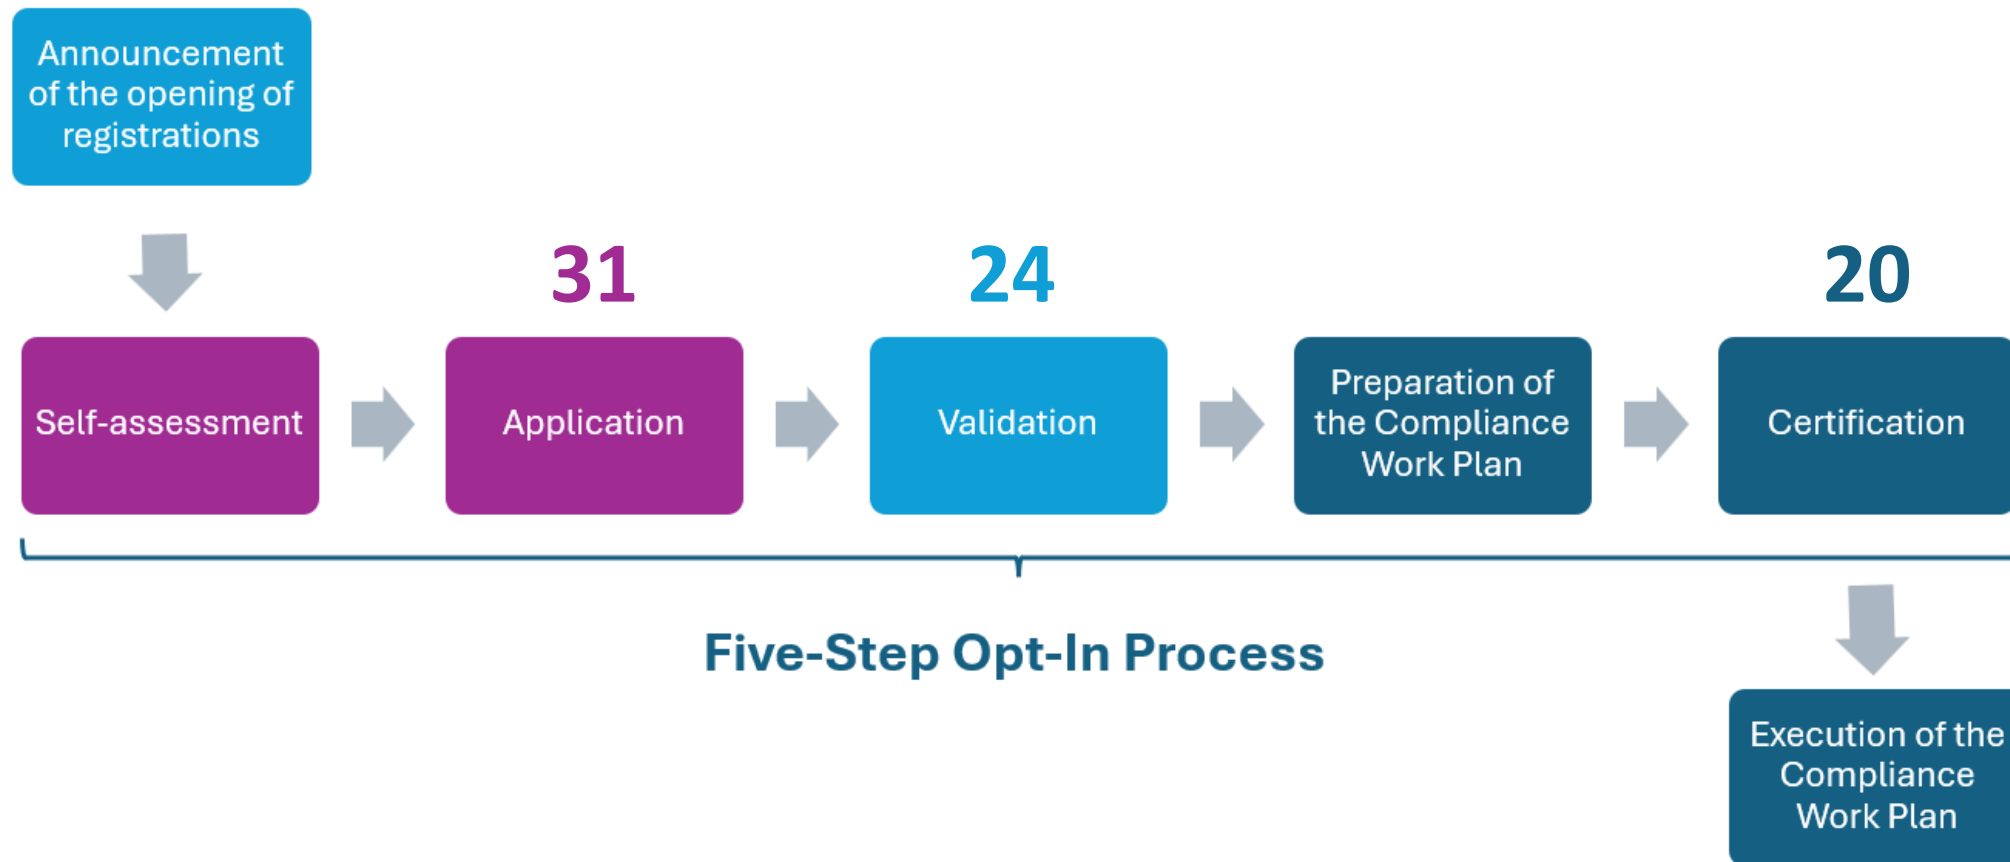 Announcement
of the opening of
registrations
31
24
20
Self-assessment
Application
Validation
Preparation of
the Compliance
Work Plan
Certification
Five-Step Opt-In Process
Execution of the
Compliance
Work Plan